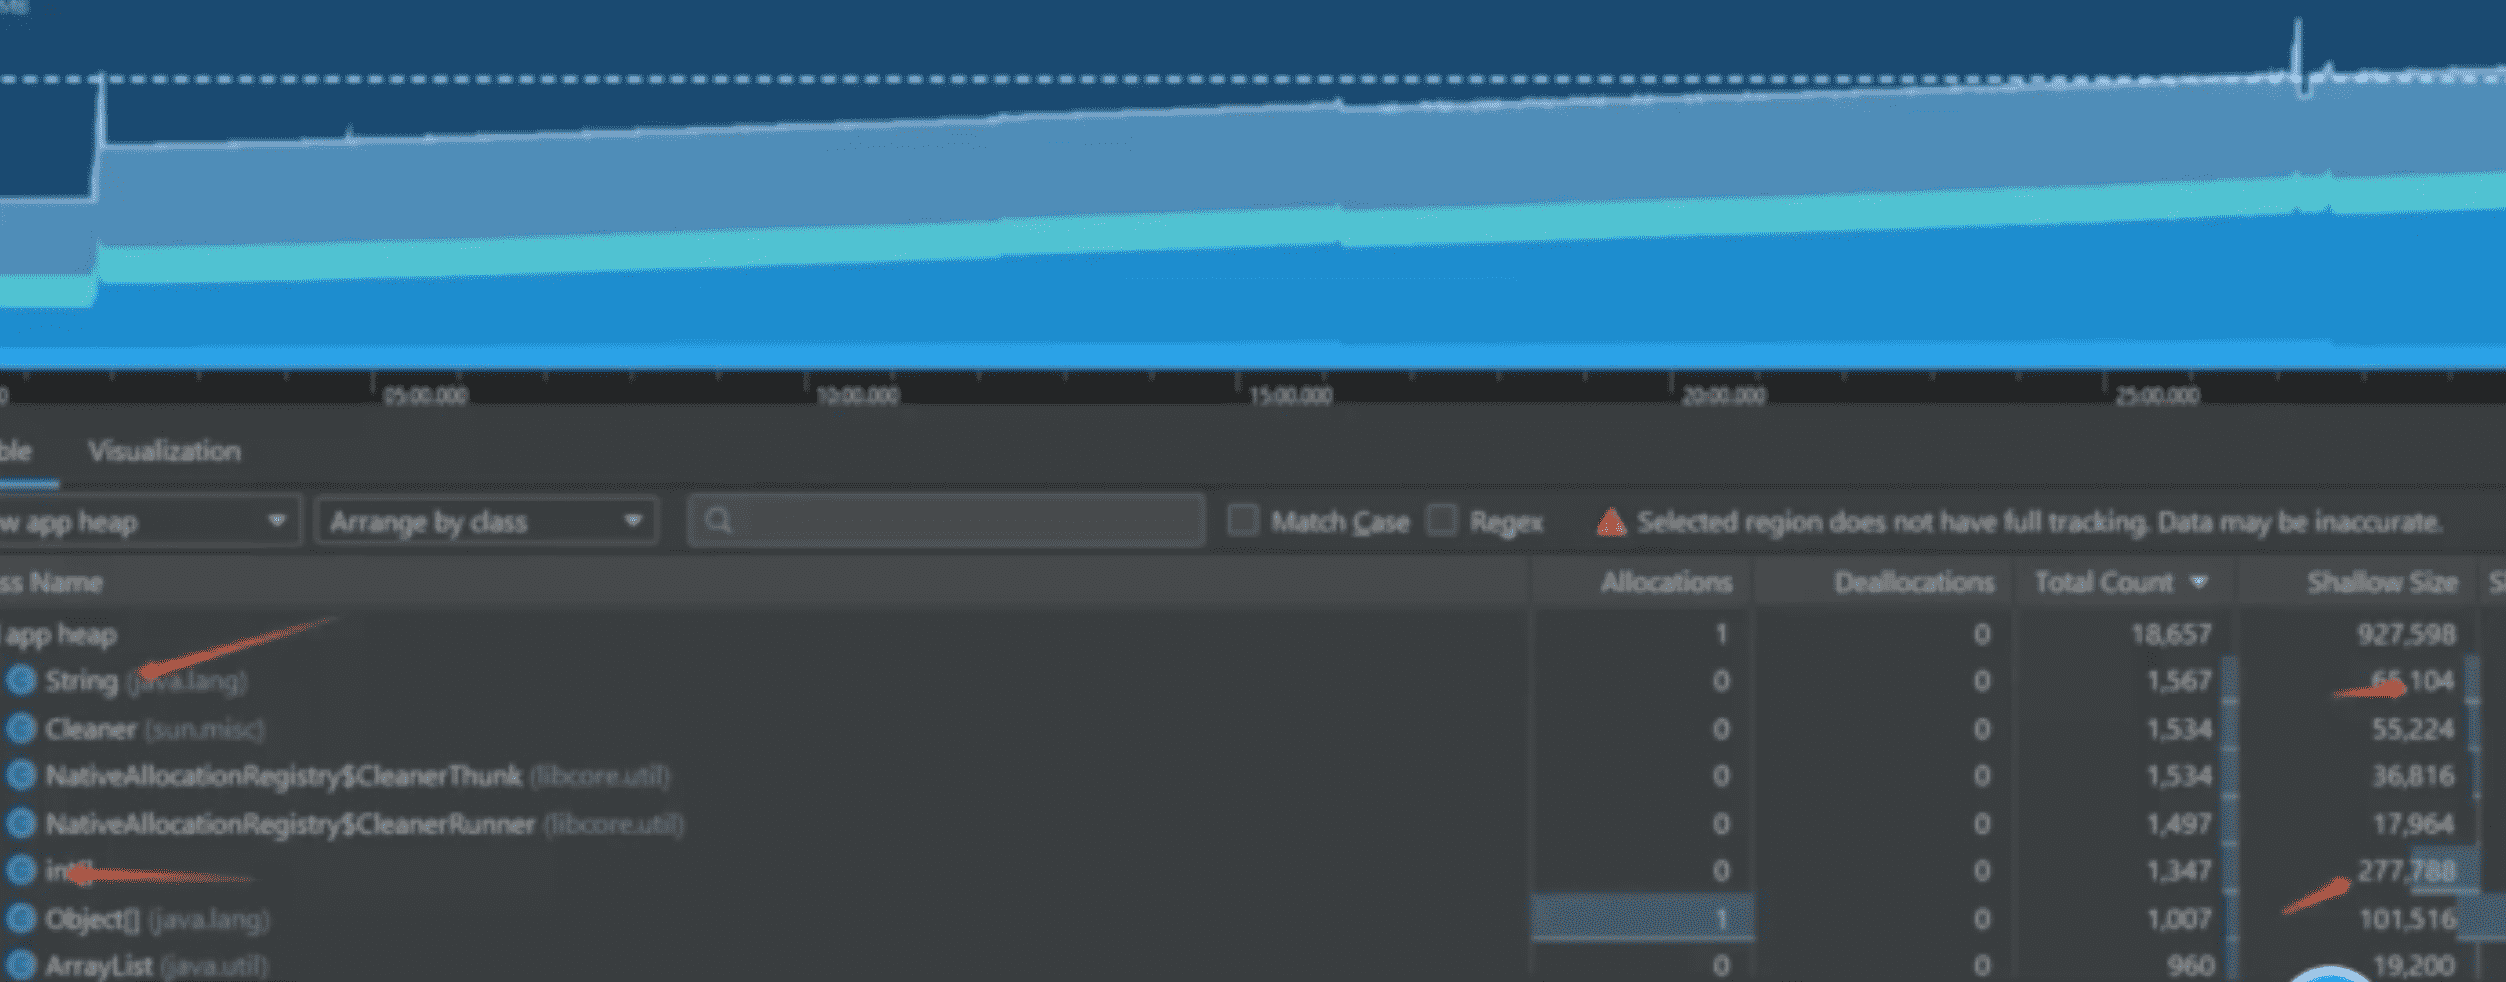 MB
0 05:00.000 10:00.000 15:00.000 20:00.000 25:00.000
ble Visualization
w app heap Arrange by class Match Case Regex Selected region does not have full tracking. Data may be inaccurate.
ss Name Allocations Deallocations Total Count Shallow Size S
app heap 1 0 18,657 927,598
String (java.lang) 0 0 1,567 104
Cleaner (sun.misc) 0 0 1,534 55,224
NativeAllocationRegistry$CleanerThunk (libcore.util) 0 0 1,534 36,816
NativeAllocationRegistry$CleanerRunner (libcore.util) 0 0 1,497 17,964
int[] 0 0 1,347 277,788
Object[] (java.lang) 1 0 1,007 101,516
ArrayList (java.util) 0 0 960 19,200